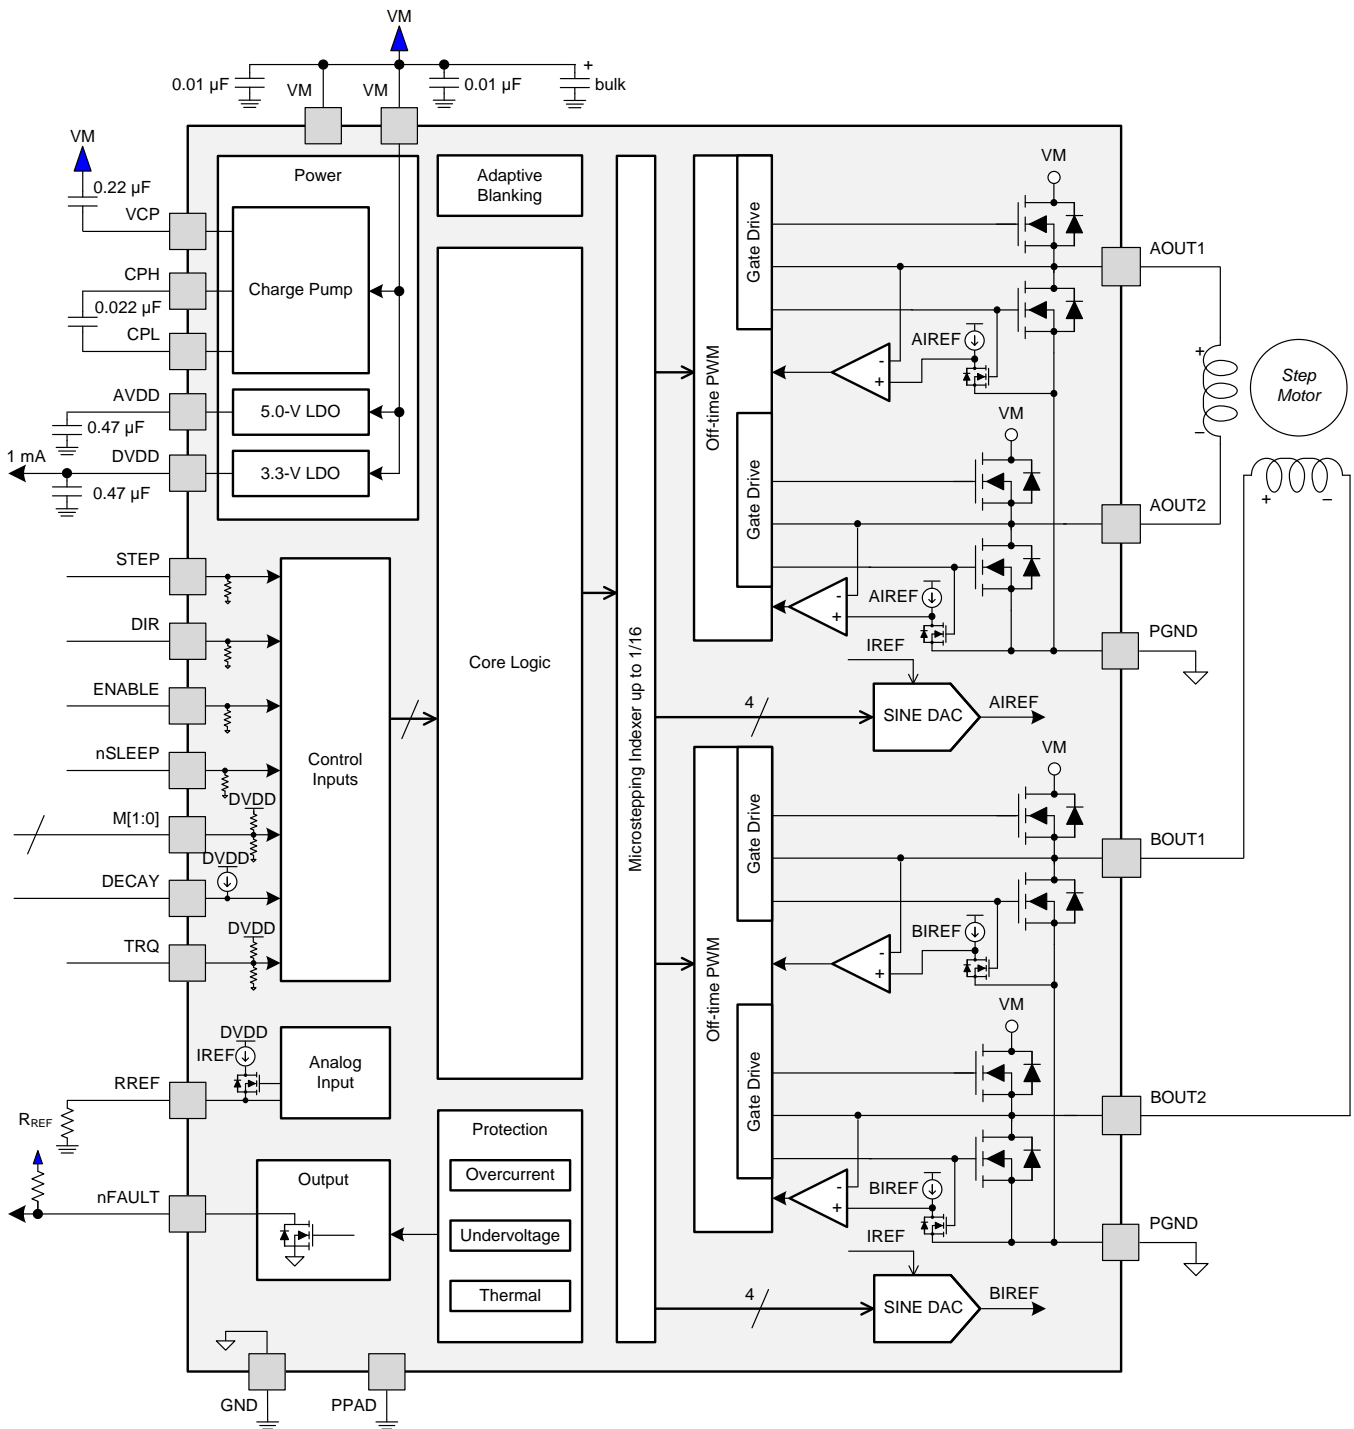 VM
0.01 µF
VM
VM
0.01 µF
+
bulk
VM
0.22 µF
VCP
CPH
0.022 µF
CPL
AVDD
0.47 µF
1 mA
DVDD
0.47 µF
Power
Charge Pump
5.0-V LDO
3.3-V LDO
Adaptive
Blanking
Core Logic
STEP
DIR
ENABLE
nSLEEP
DVDD
M[1:0]
DVDD
DECAY
DVDD
TRQ
Control
Inputs
DVDD
IREF
RREF
RREF
Analog
Input
nFAULT
Output
Protection
Overcurrent
Undervoltage
Thermal
GND
PPAD
Microstepping Indexer up to 1/16
Off-time PWM
Gate Drive
Gate Drive
VM
AOUT1
AIREF
-
+
VM
AOUT2
AIREF
-
+
IREF
PGND
4
SINE DAC
AIREF
+
–
Step
Motor
+
–
Off-time PWM
Gate Drive
Gate Drive
VM
BOUT1
BIREF
-
+
VM
BOUT2
BIREF
-
+
IREF
PGND
4
SINE DAC
BIREF